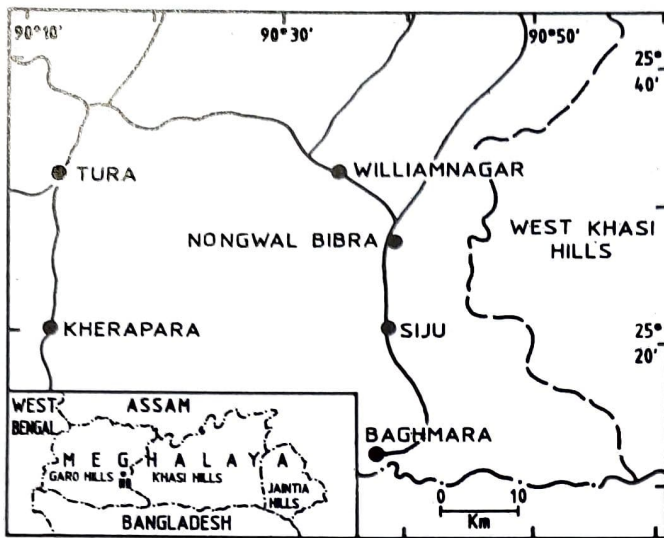 90°10' 90°30' 90°50'
25°
40'
TURA
WILLIAMNAGAR
NONGWAL BIBRA
WEST KHASI
HILLS
KHERAPARA
SIJU
25°
20'
BAGHMARA
0 10
Km
WEST
BENGAL
ASSAM
MEGHALAYA
GARO HILLS
KHASI HILLS
JAINTIA
HILLS
BANGLADESH